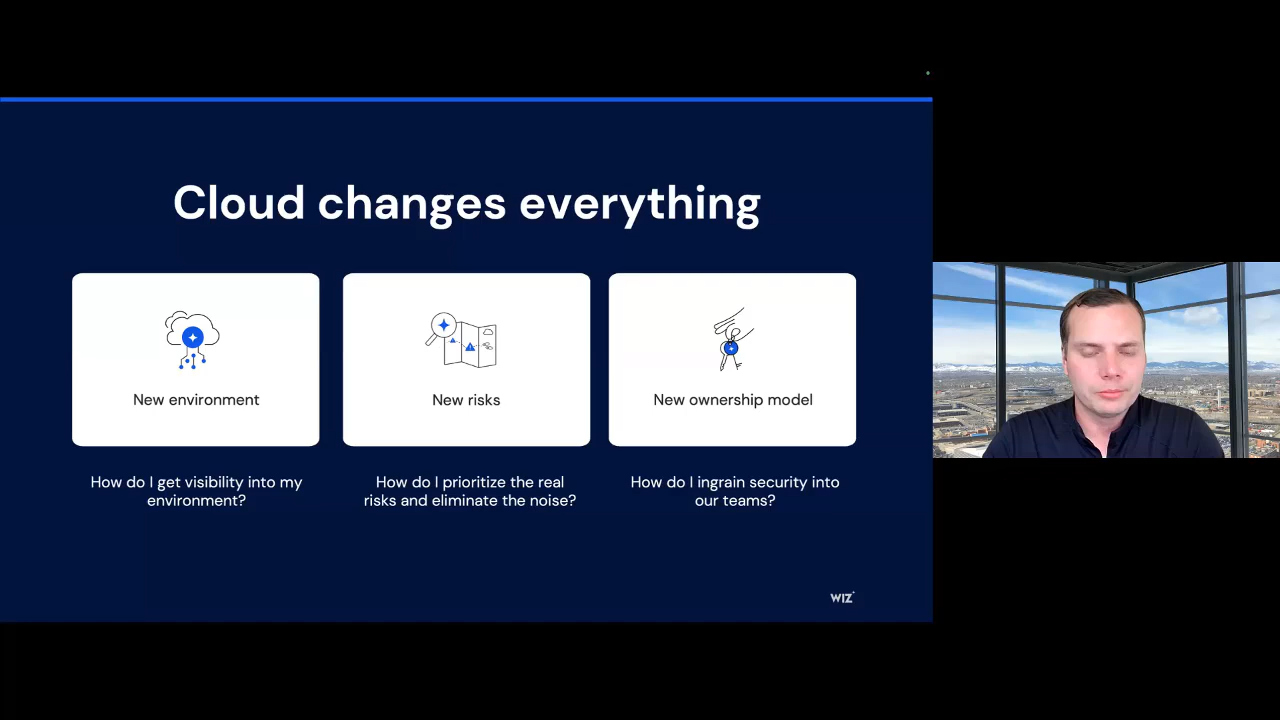 Cloud changes everything
New environment
New risks
New ownership model
How do I get visibility into my
environment?
How do I prioritize the real
risks and eliminate the noise?
How do I ingrain security into
our teams?
WIZ